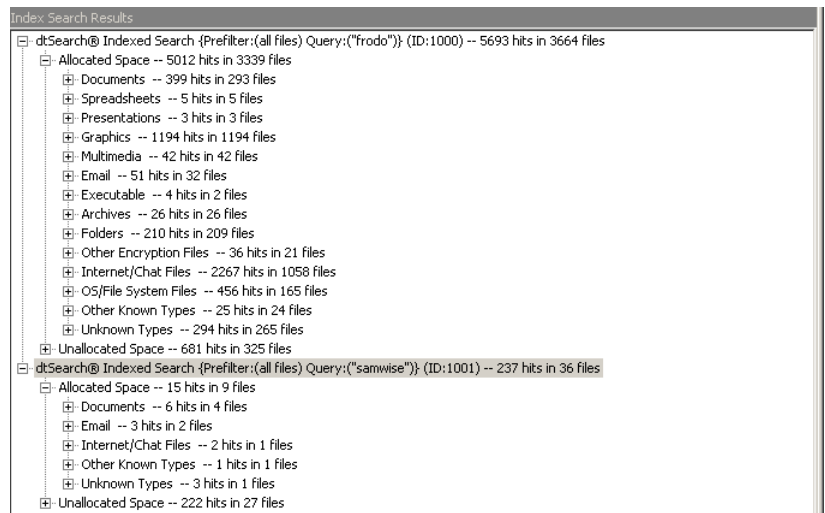 Index Search Results
dtSearch® Indexed Search {Prefilter:(all files) Query:("frodo")} (ID:1000) -- 5693 hits in 3664 files
Allocated Space -- 5012 hits in 3339 files
Documents -- 399 hits in 293 files
Spreadsheets -- 5 hits in 5 files
Presentations -- 3 hits in 3 files
Graphics -- 1194 hits in 1194 files
Multimedia -- 42 hits in 42 files
Email -- 51 hits in 32 files
Executable -- 4 hits in 2 files
Archives -- 26 hits in 26 files
Folders -- 210 hits in 209 files
Other Encryption Files -- 36 hits in 21 files
Internet/Chat Files -- 2267 hits in 1058 files
OS/File System Files -- 456 hits in 165 files
Other Known Types -- 25 hits in 24 files
Unknown Types -- 294 hits in 265 files
Unallocated Space -- 681 hits in 325 files
dtSearch® Indexed Search {Prefilter:(all files) Query:("samwise")} (ID:1001) -- 237 hits in 36 files
Allocated Space -- 15 hits in 9 files
Documents -- 6 hits in 4 files
Email -- 3 hits in 2 files
Internet/Chat Files -- 2 hits in 1 files
Other Known Types -- 1 hits in 1 files
Unknown Types -- 3 hits in 1 files
Unallocated Space -- 222 hits in 27 files